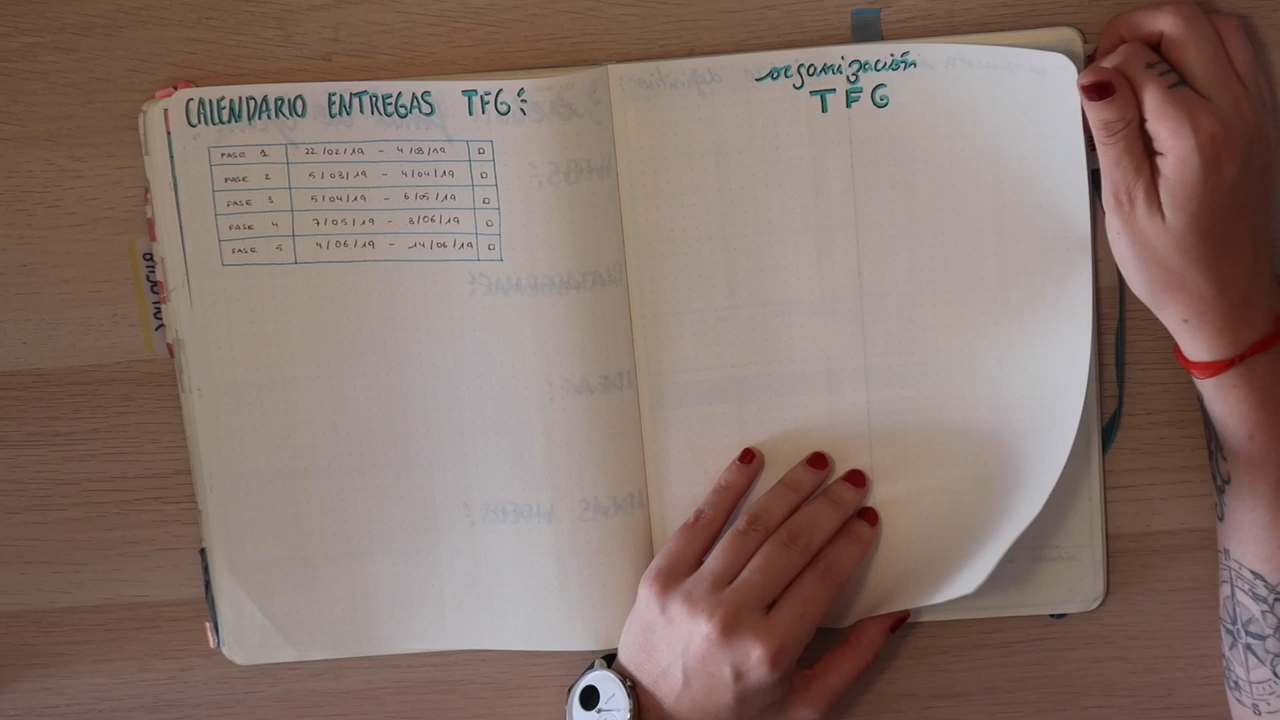 CALENDARIO ENTREGAS TFG:
FASE 1 22/02/19 - 4/03/19
FASE 2 5/03/19 - 4/04/19
FASE 3 5/04/19 - 6/05/19
FASE 4 7/05/19 - 3/06/19
FASE 5 4/06/19 - 14/06/19
organización
TFG